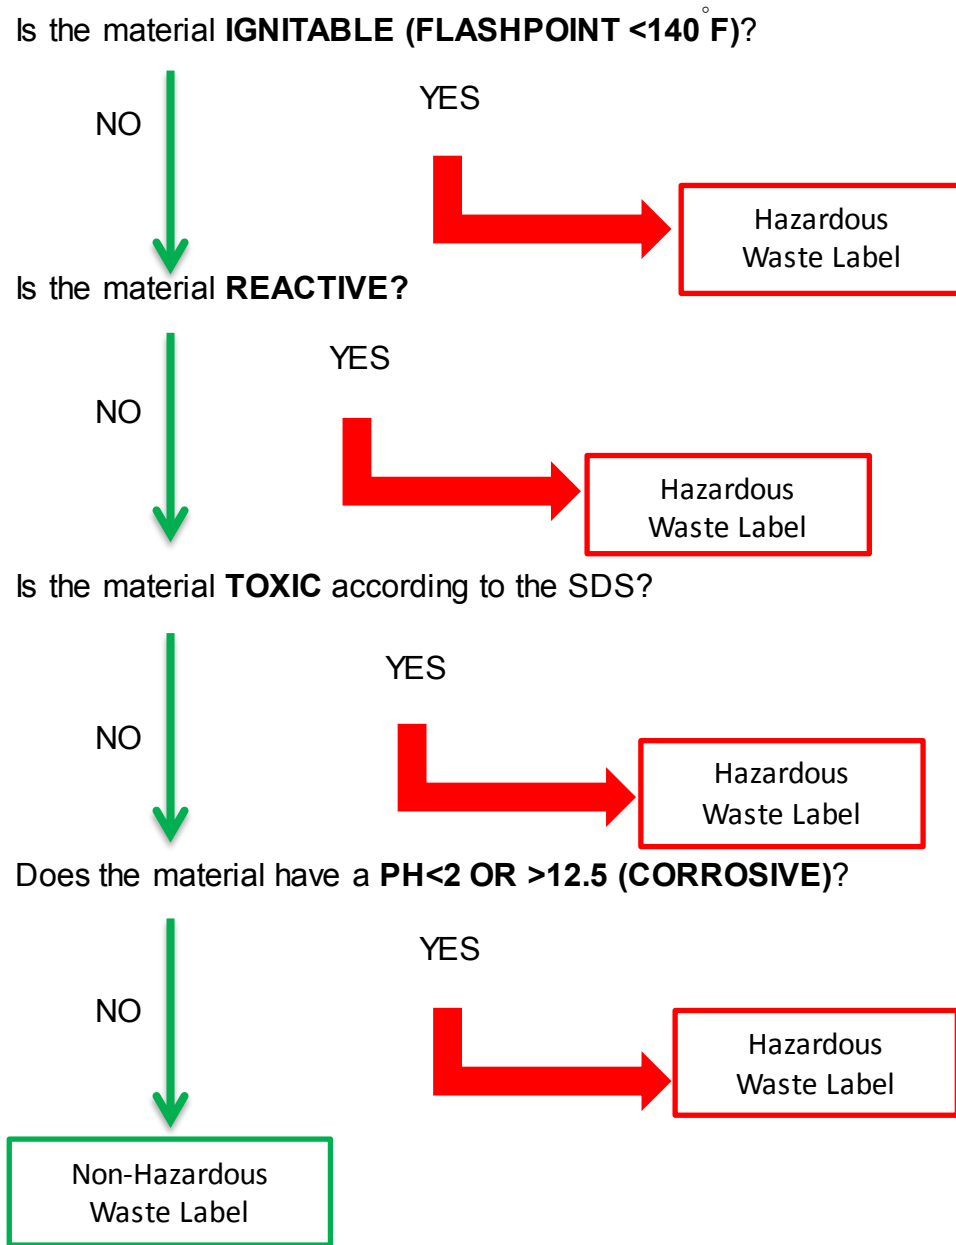 Is the material IGNITABLE (FLASHPOINT <140°F)?
NO
YES
Hazardous
Waste Label
Is the material REACTIVE?
NO
YES
Hazardous
Waste Label
Is the material TOXIC according to the SDS?
NO
YES
Hazardous
Waste Label
Does the material have a PH<2 OR >12.5 (CORROSIVE)?
NO
YES
Hazardous
Waste Label
Non-Hazardous
Waste Label